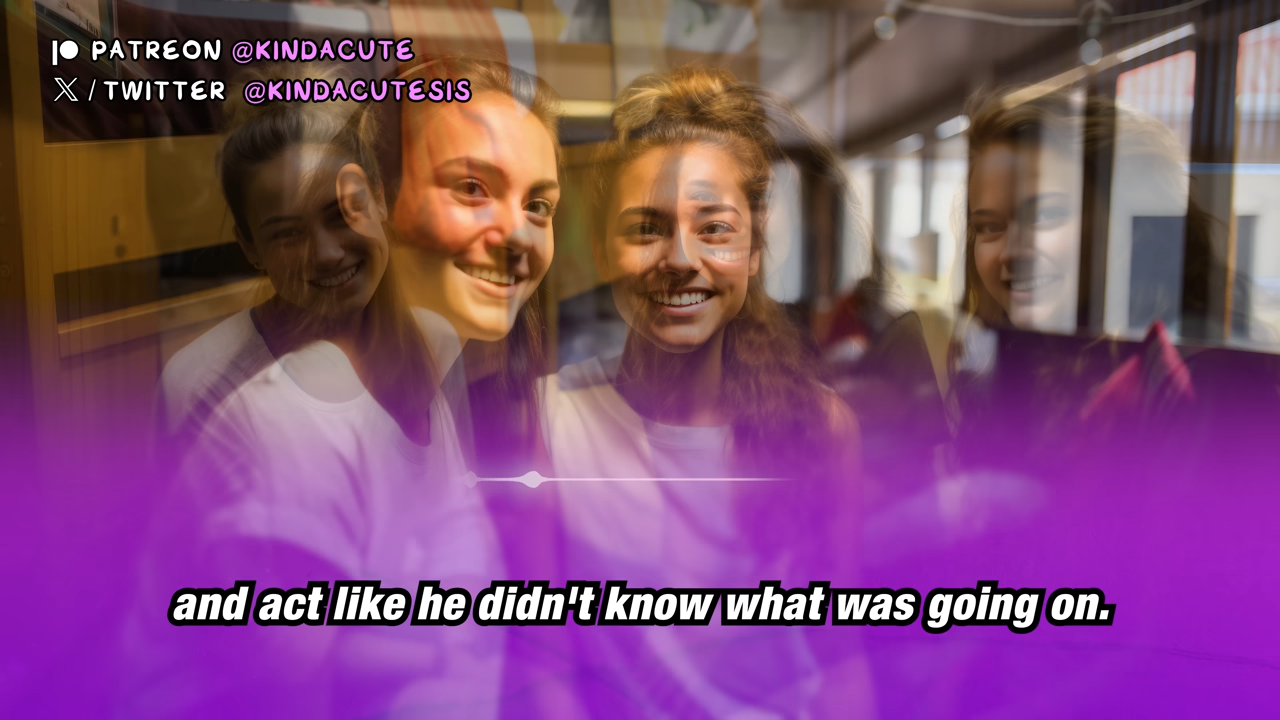 PATREON @KINDACUTE
X / TWITTER @KINDACUTESIS
and act like he didn't know what was going on.